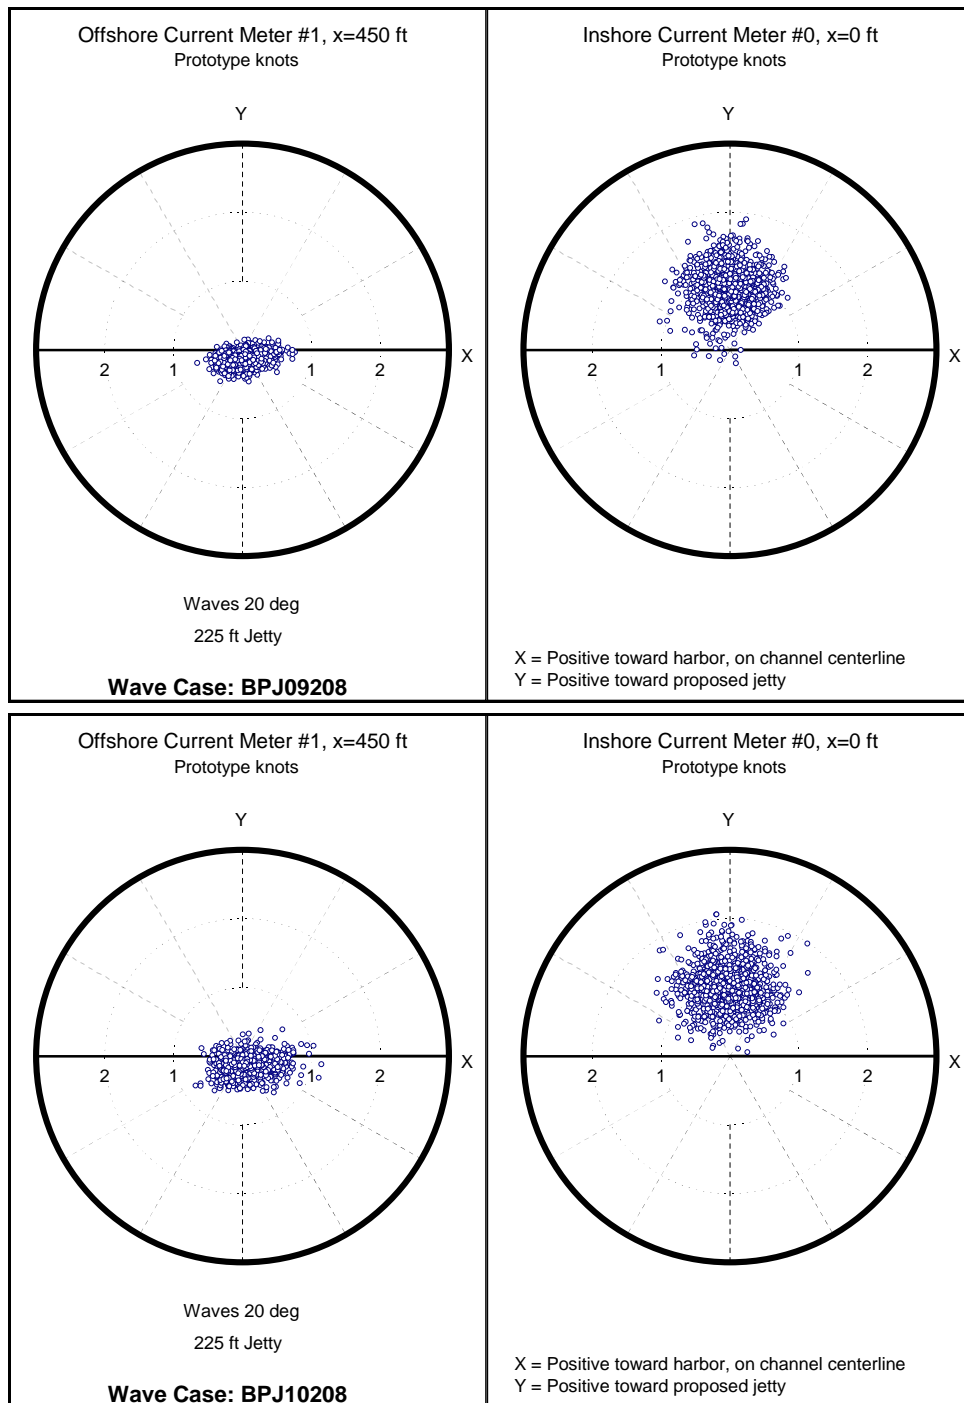 Offshore Current Meter #1, x=450 ft
Prototype knots
Y
X
2 1 1 2
Waves 20 deg
225 ft Jetty
Wave Case: BPJ09208
Inshore Current Meter #0, x=0 ft
Prototype knots
Y
X
2 1 1 2
X = Positive toward harbor, on channel centerline
Y = Positive toward proposed jetty
Offshore Current Meter #1, x=450 ft
Prototype knots
Y
X
2 1 1 2
Waves 20 deg
225 ft Jetty
Wave Case: BPJ10208
Inshore Current Meter #0, x=0 ft
Prototype knots
Y
X
2 1 1 2
X = Positive toward harbor, on channel centerline
Y = Positive toward proposed jetty